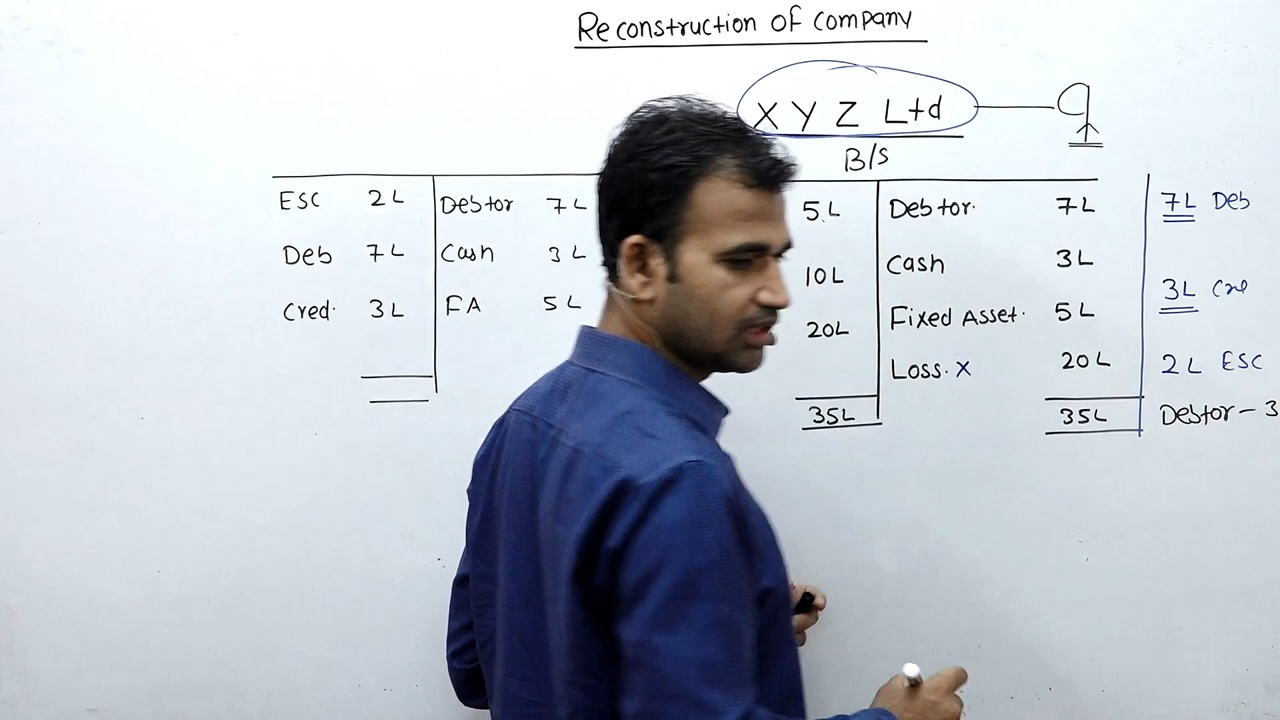 Reconstruction of company
X Y Z Ltd
B/S
ESC 2L Debtor 7L
Deb 7L Cash 3L
Cred. 3L FA 5L
5L Debtor. 7L 7L Deb
10L Cash 3L 3L Cre
20L Fixed Asset. 5L
Loss. x 20L 2L ESC
35L 35L Debtor - 3